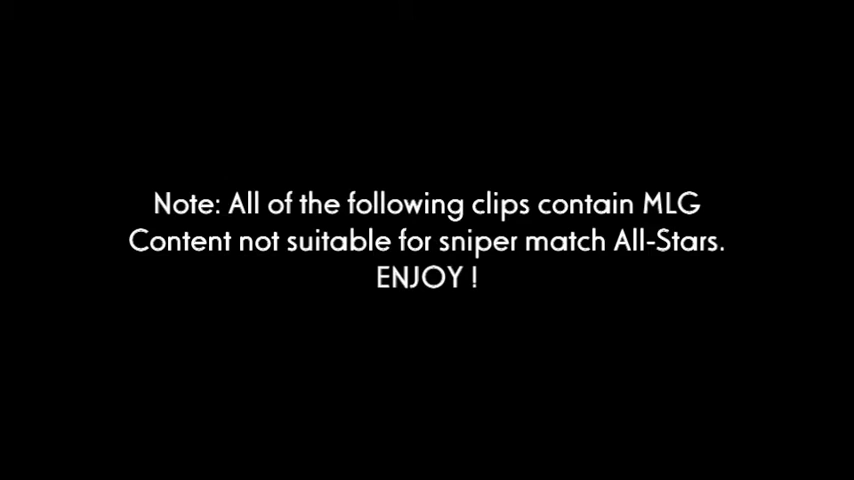 Note: All of the following clips contain MLG
Content not suitable for sniper match All-Stars.
ENJOY !